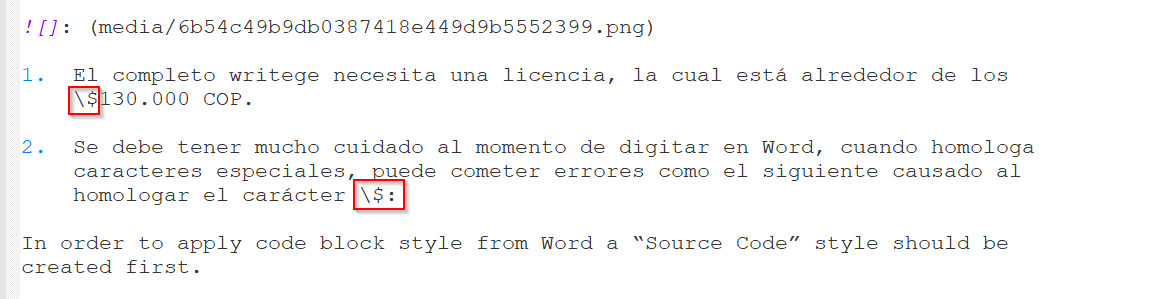 ![]: (media/6b54c49b9db0387418e449d9b5552399.png)
1. El completo writege necesita una licencia, la cual está alrededor de los
\$130.000 COP.
2. Se debe tener mucho cuidado al momento de digitar en Word, cuando homologa
caracteres especiales, puede cometer errores como el siguiente causado al
homologar el carácter \$:
In order to apply code block style from Word a “Source Code” style should be
created first.